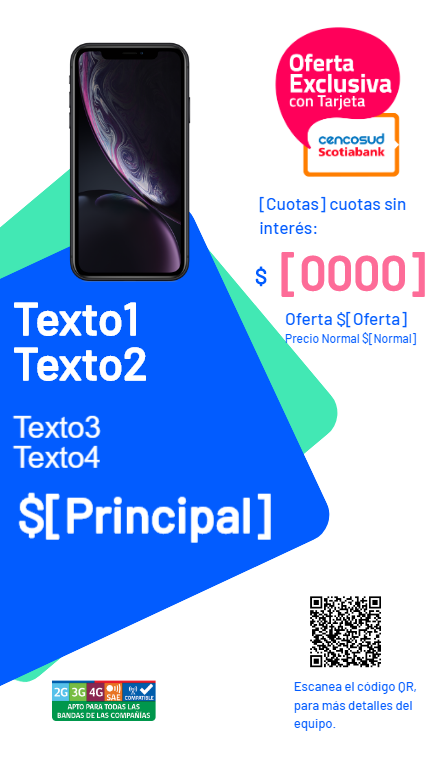 Oferta
Exclusiva
con Tarjeta
cencosud
Scotiabank
[Cuotas] cuotas sin
interés:
$ [0000]
Oferta $[Oferta]
Precio Normal $[Normal]
Texto1
Texto2
Texto3
Texto4
$[Principal]
2G 3G 4G SAE COMPATIBLE
APTO PARA TODAS LAS
BANDAS DE LAS COMPAÑÍAS
Escanea el código QR,
para más detalles del
equipo.